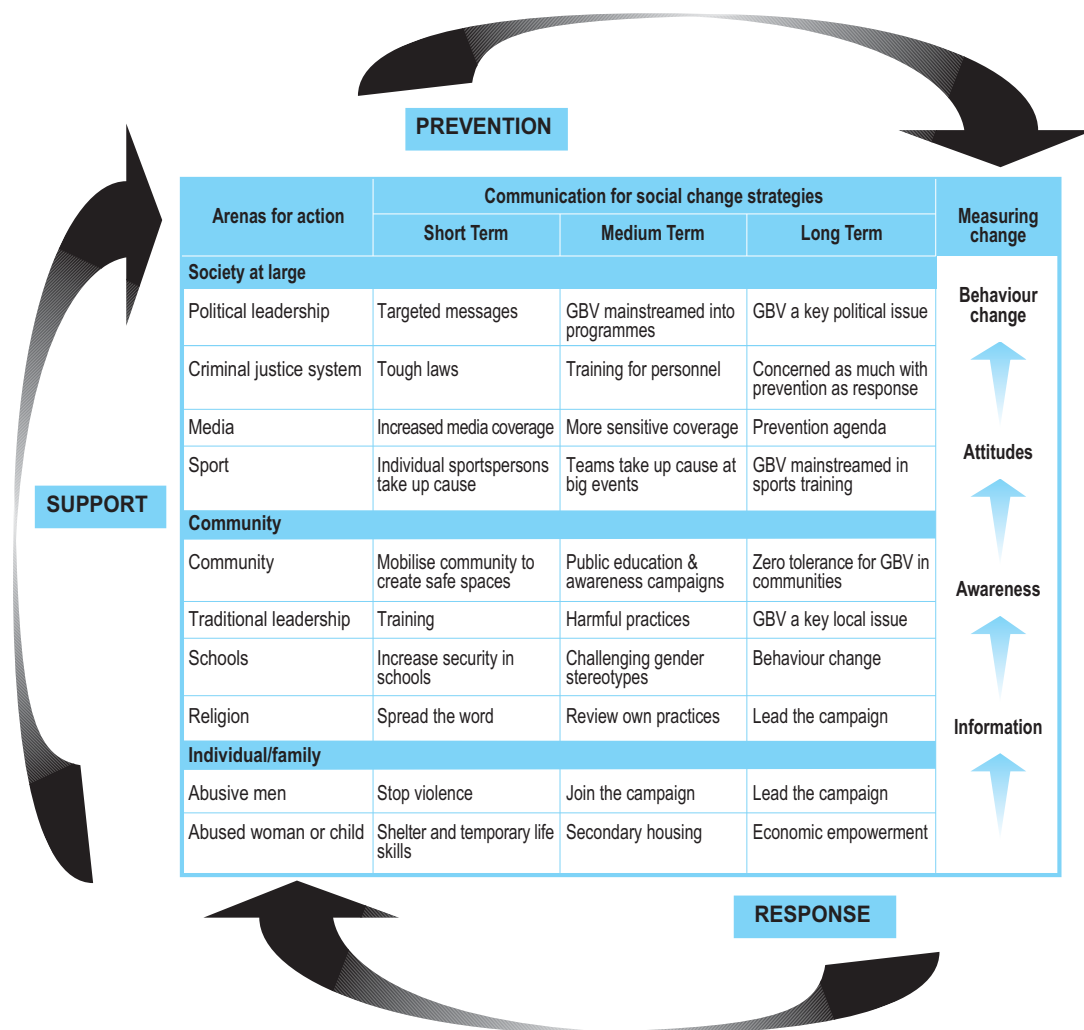 PREVENTION
Arenas for action
Communication for social change strategies
Measuring
change
Short Term
Medium Term
Long Term
Society at large
Political leadership
Targeted messages
GBV mainstreamed into
programmes
GBV a key political issue
Criminal justice system
Tough laws
Training for personnel
Concerned as much with
prevention as response
Media
Increased media coverage
More sensitive coverage
Prevention agenda
Sport
Individual sportspersons
take up cause
Teams take up cause at
big events
GBV mainstreamed in
sports training
Community
Community
Mobilise community to
create safe spaces
Public education &
awareness campaigns
Zero tolerance for GBV in
communities
Traditional leadership
Training
Harmful practices
GBV a key local issue
Schools
Increase security in
schools
Challenging gender
stereotypes
Behaviour change
Religion
Spread the word
Review own practices
Lead the campaign
Individual/family
Abusive men
Stop violence
Join the campaign
Lead the campaign
Abused woman or child
Shelter and temporary life
skills
Secondary housing
Economic empowerment
Behaviour
change
Attitudes
Awareness
Information
SUPPORT
RESPONSE